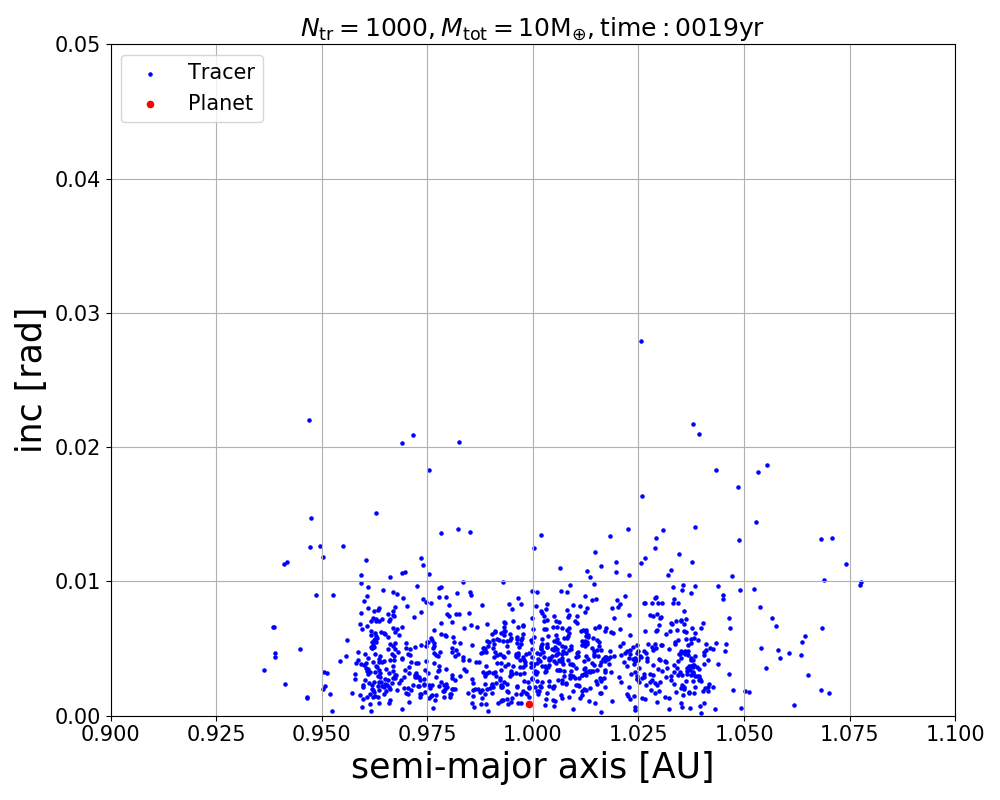 N_tr = 1000, M_tot = 10M_⊕, time : 0019yr
Tracer
Planet
0.05
0.04
0.03
0.02
0.01
0.00
inc [rad]
0.900 0.925 0.950 0.975 1.000 1.025 1.050 1.075 1.100
semi-major axis [AU]